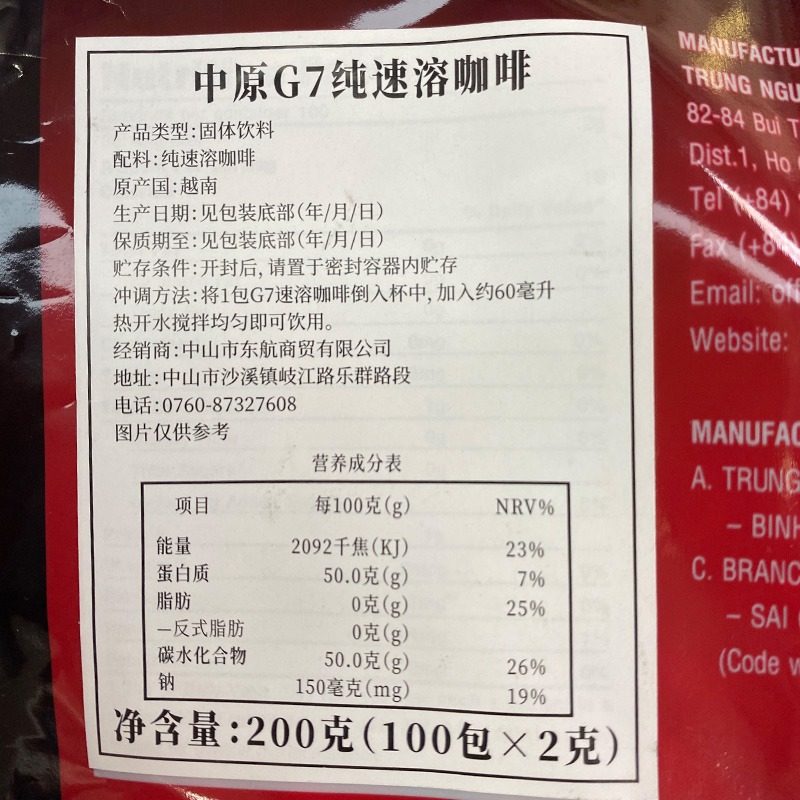 中原G7纯速溶咖啡
产品类型:固体饮料
配料:纯速溶咖啡
原产国:越南
生产日期:见包装底部(年/月/日)
保质期至:见包装底部(年/月/日)
贮存条件:开封后,请置于密封容器内贮存
冲调方法:将1包G7速溶咖啡倒入杯中,加入约60毫升
热开水搅拌均匀即可饮用。
经销商:中山市东航商贸有限公司
地址:中山市沙溪镇岐江路乐群路段
电话:0760-87327608
图片仅供参考
营养成分表
项目 每100克(g) NRV%
能量 2092千焦(KJ) 23%
蛋白质 50.0克(g) 7%
脂肪 0克(g) 25%
—反式脂肪 0克(g)
碳水化合物 50.0克(g) 26%
钠 150毫克(mg) 19%
净含量:200克(100包×2克)
MANUFACTU
TRUNG NGU
82-84 Bui T
Dist.1, Ho
Tel (+84)
Fax (+84)
Email: off
Website:
MANUFAC
A. TRUNG
– BINH
C. BRANC
– SAI
(Code w